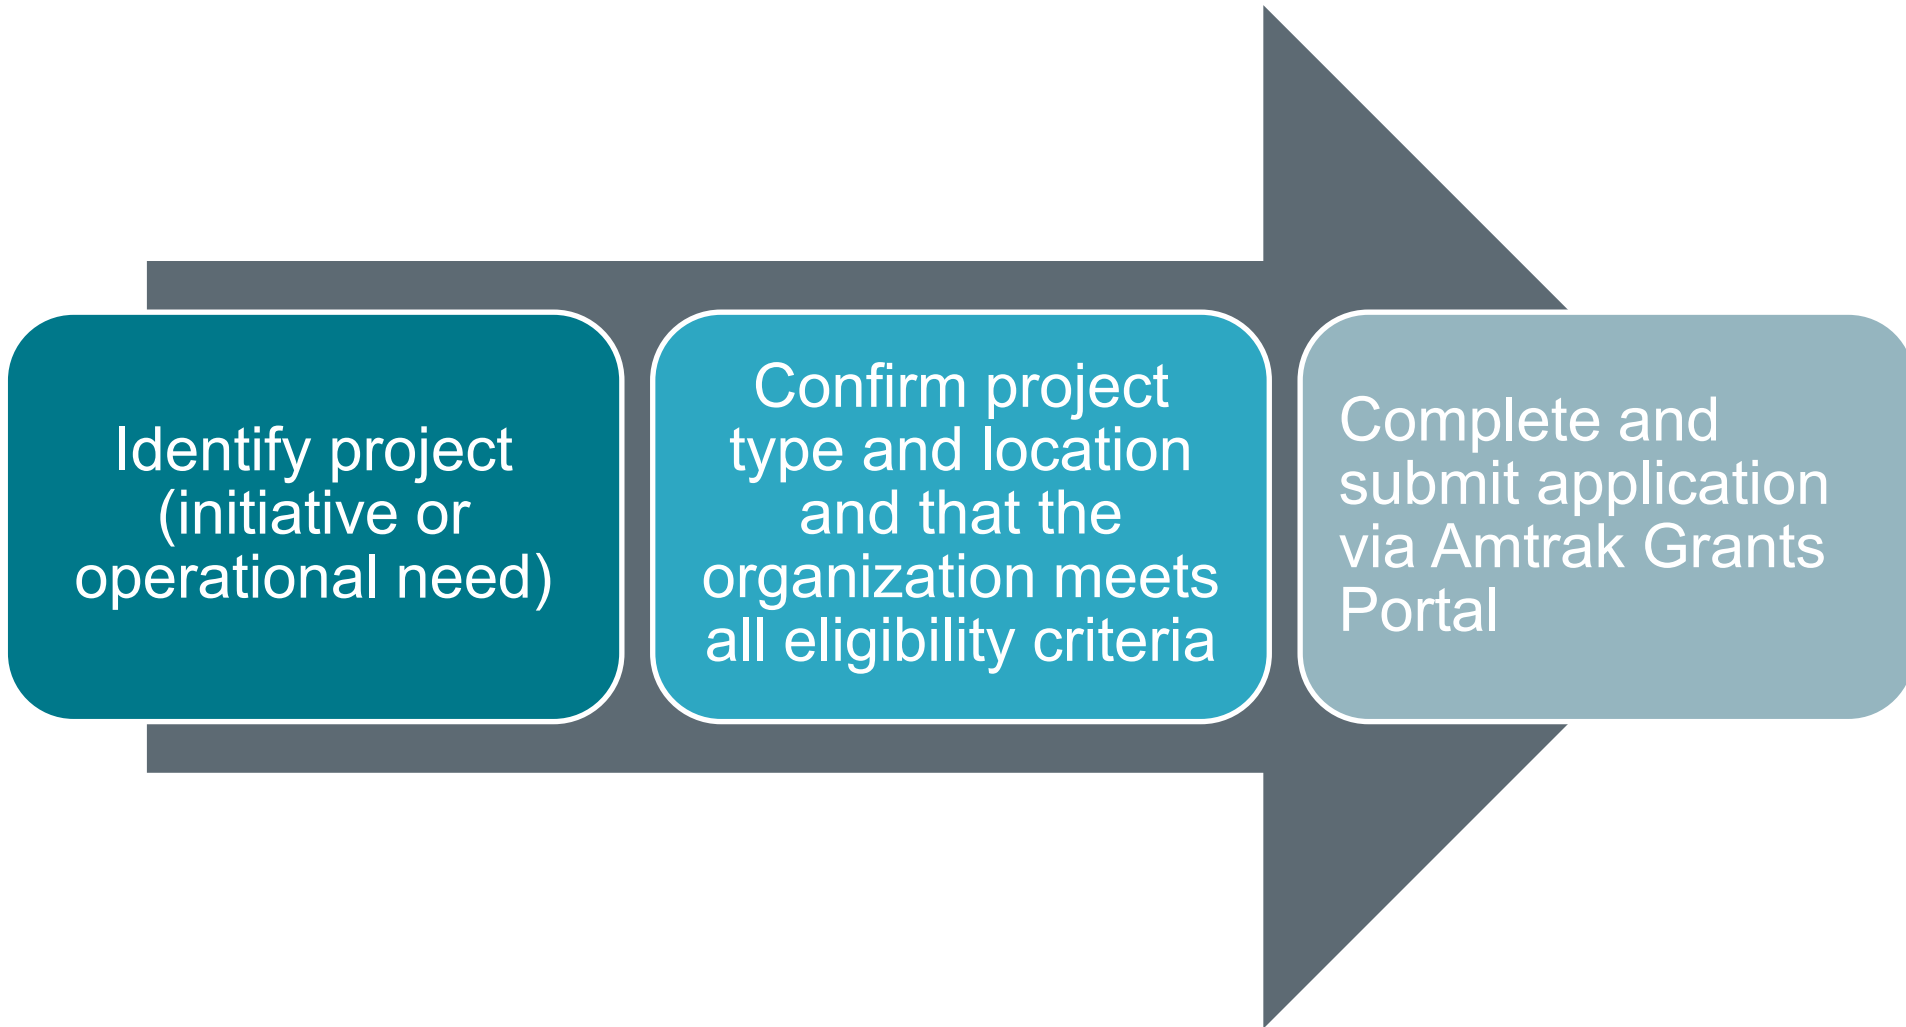 Identify project
(initiative or
operational need)
Confirm project
type and location
and that the
organization meets
all eligibility criteria
Complete and
submit application
via Amtrak Grants
Portal